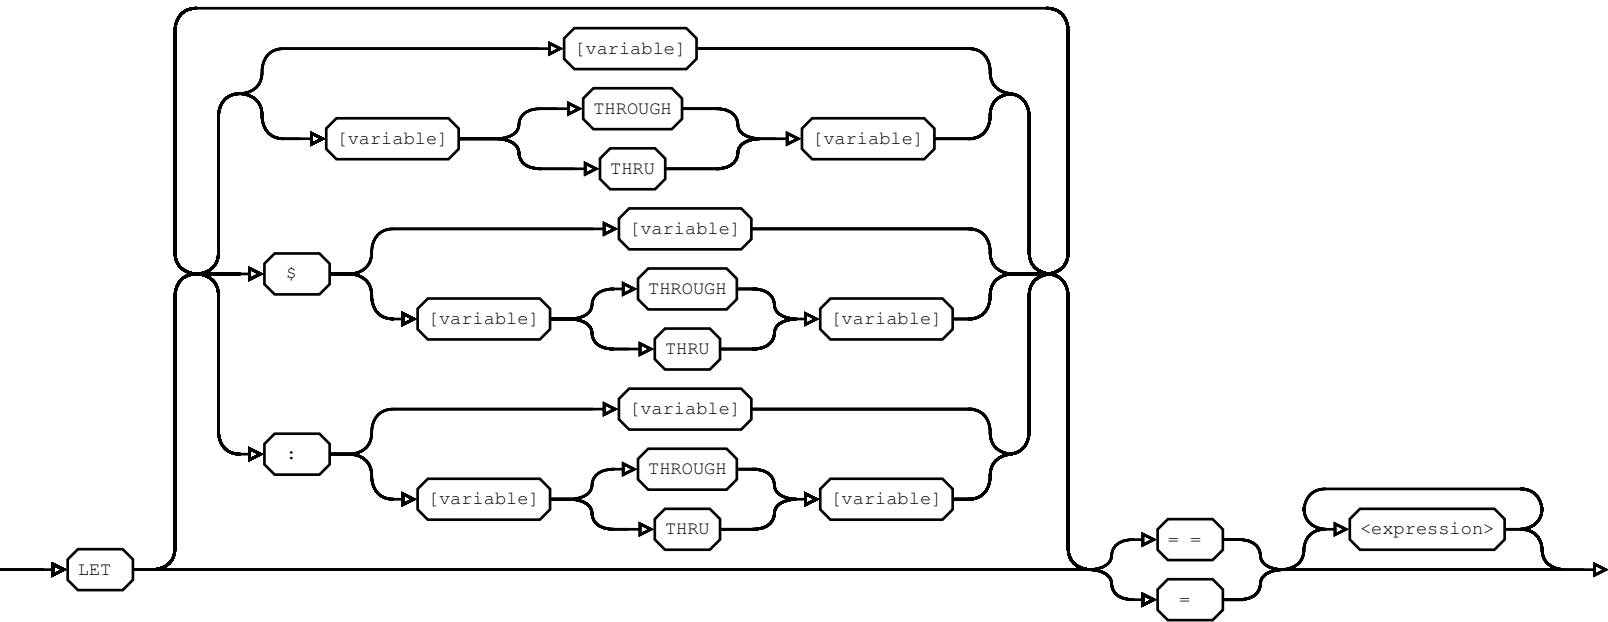 [variable]
THROUGH
[variable]
[variable]
THRU
[variable]
$
THROUGH
[variable]
[variable]
THRU
[variable]
:
THROUGH
[variable]
[variable]
THRU
<expression>
= =
LET
=